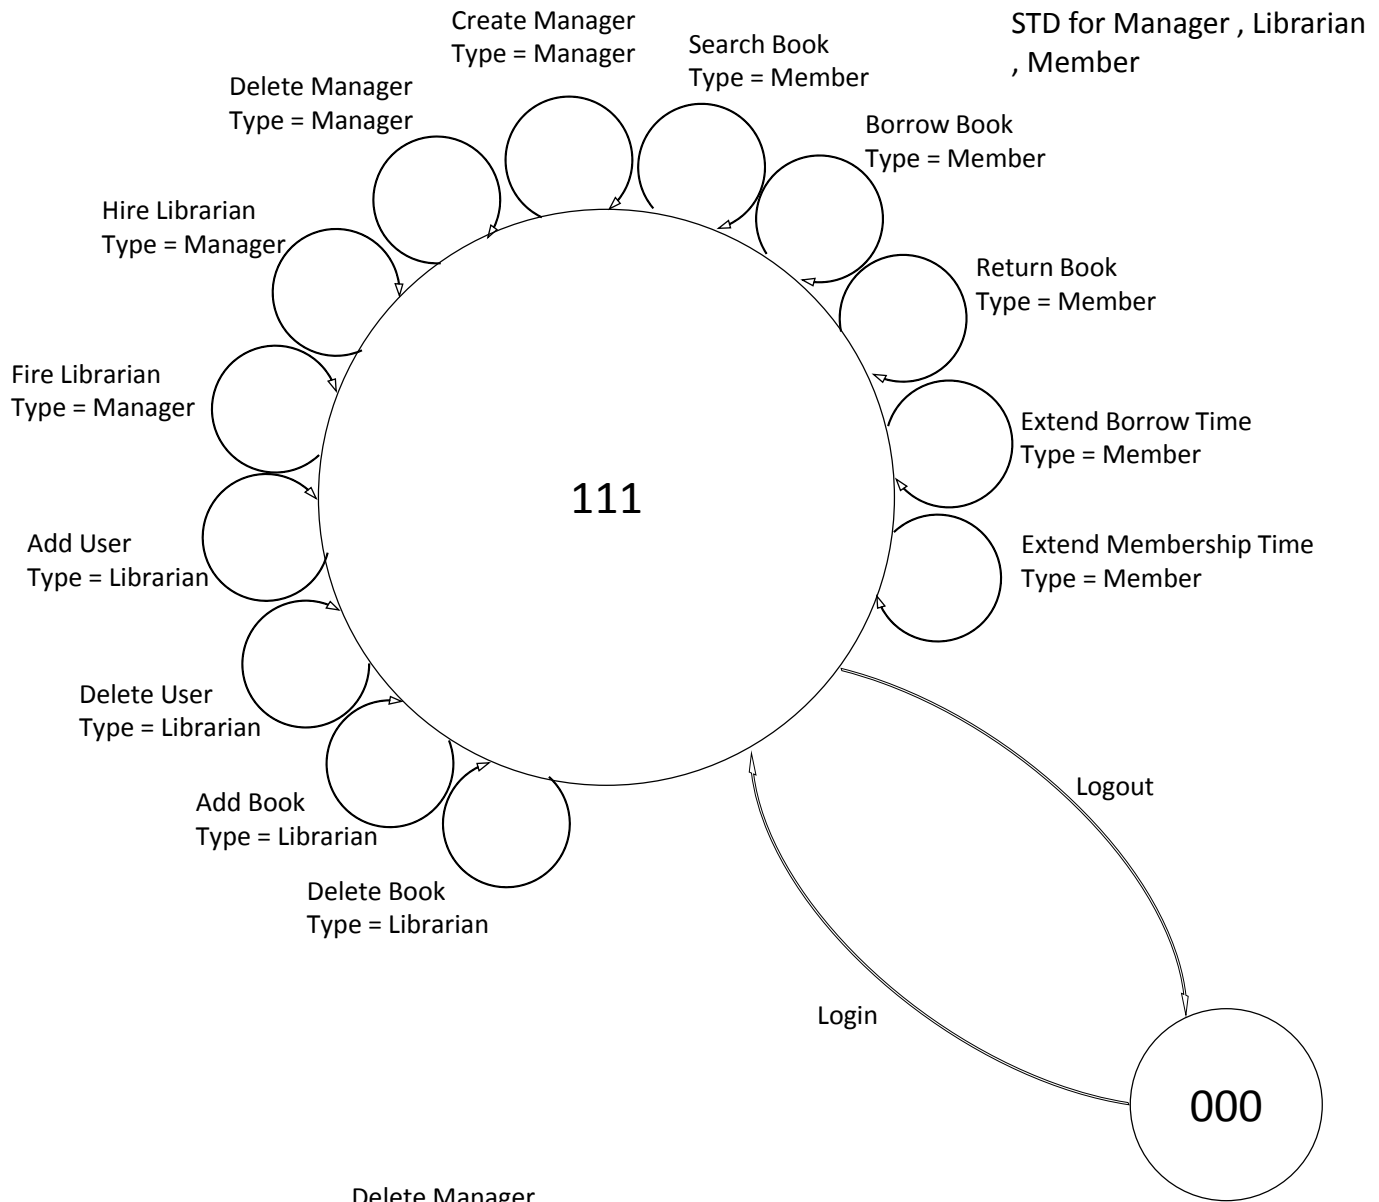 STD for Manager , Librarian
, Member
Create Manager
Type = Manager
Search Book
Type = Member
Delete Manager
Type = Manager
Borrow Book
Type = Member
Hire Librarian
Type = Manager
Return Book
Type = Member
Fire Librarian
Type = Manager
Extend Borrow Time
Type = Member
111
Add User
Type = Librarian
Extend Membership Time
Type = Member
Delete User
Type = Librarian
Logout
Add Book
Type = Librarian
Delete Book
Type = Librarian
Login
000
Delete Manager